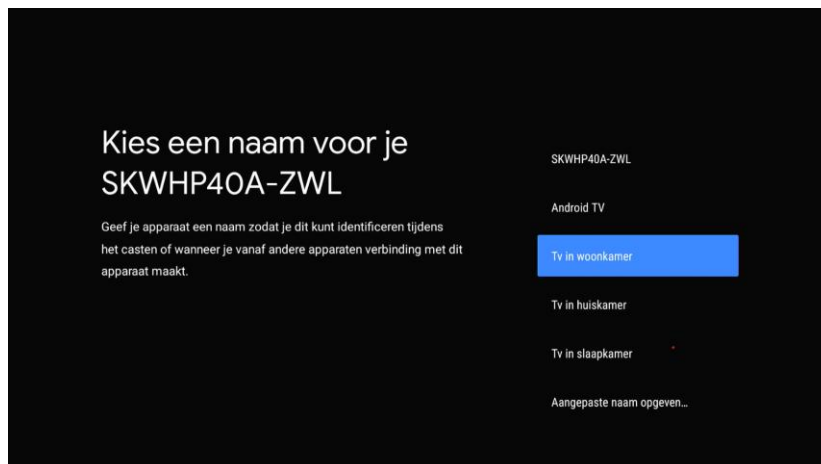 Kies een naam voor je
SKWHP40A-ZWL
Geef je apparaat een naam zodat je dit kunt identificeren tijdens
het casten of wanneer je vanaf andere apparaten verbinding met dit
apparaat maakt.
SKWHP40A-ZWL
Android TV
Tv in woonkamer
Tv in huiskamer
Tv in slaapkamer
Aangepaste naam opgeven…